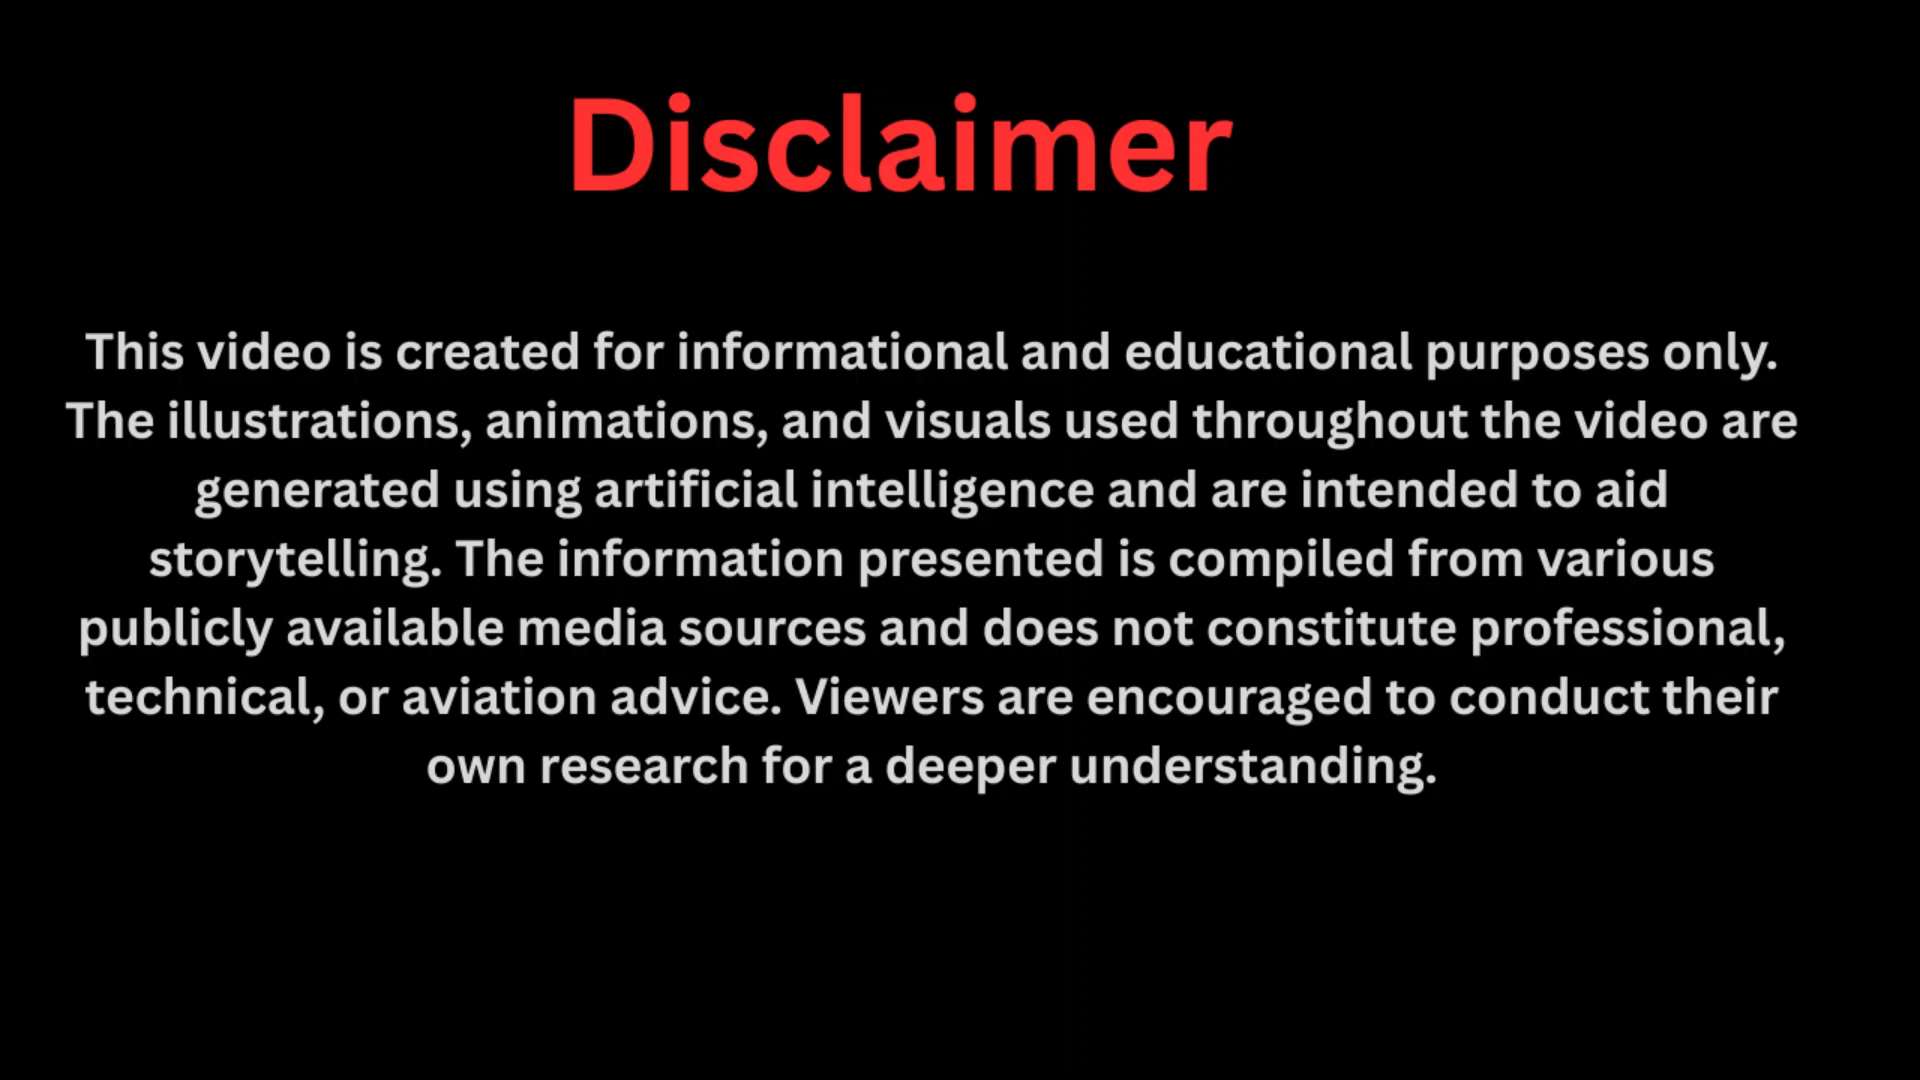 Disclaimer
This video is created for informational and educational purposes only.
The illustrations, animations, and visuals used throughout the video are
generated using artificial intelligence and are intended to aid
storytelling. The information presented is compiled from various
publicly available media sources and does not constitute professional,
technical, or aviation advice. Viewers are encouraged to conduct their
own research for a deeper understanding.